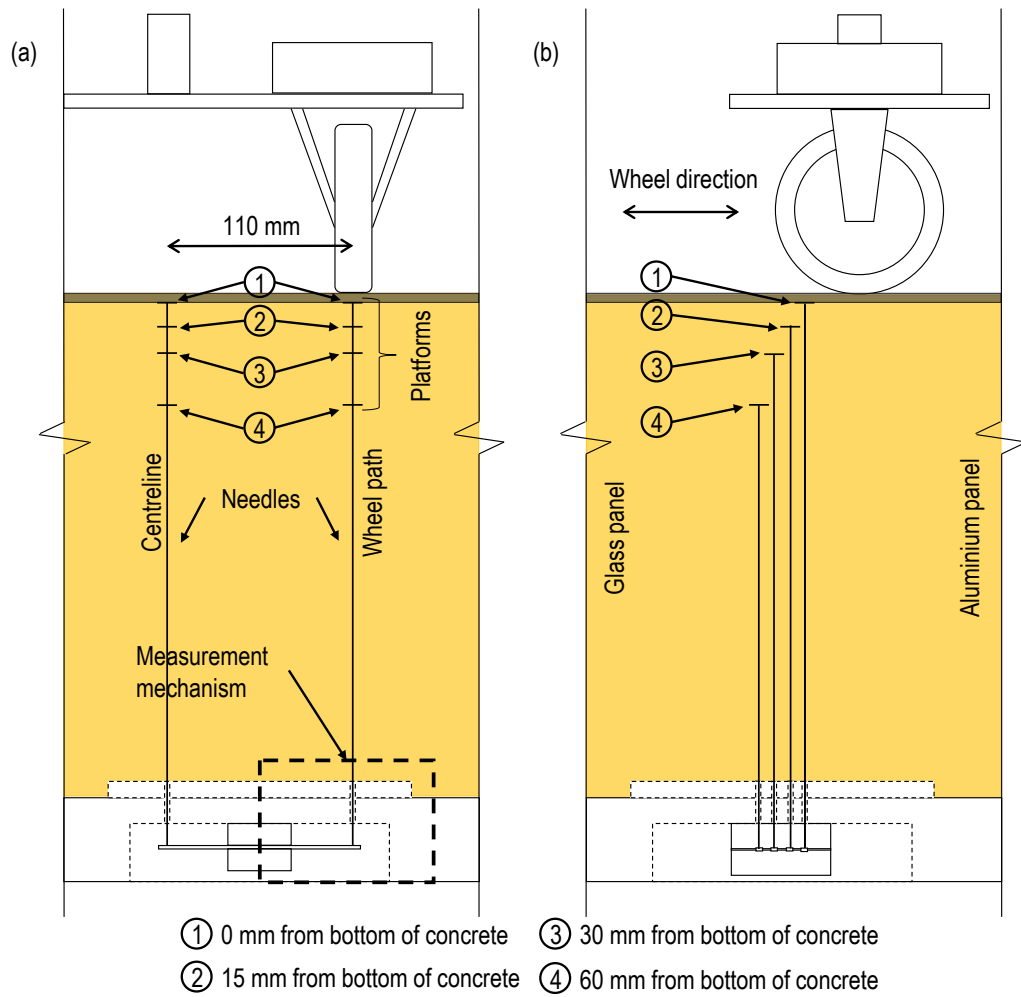 (a)
(b)
Wheel direction
110 mm
1
1
2
2
3
3
4
4
Platforms
Centreline
Needles
Wheel path
Glass panel
Aluminium panel
Measurement
mechanism
1 0 mm from bottom of concrete
3 30 mm from bottom of concrete
2 15 mm from bottom of concrete
4 60 mm from bottom of concrete